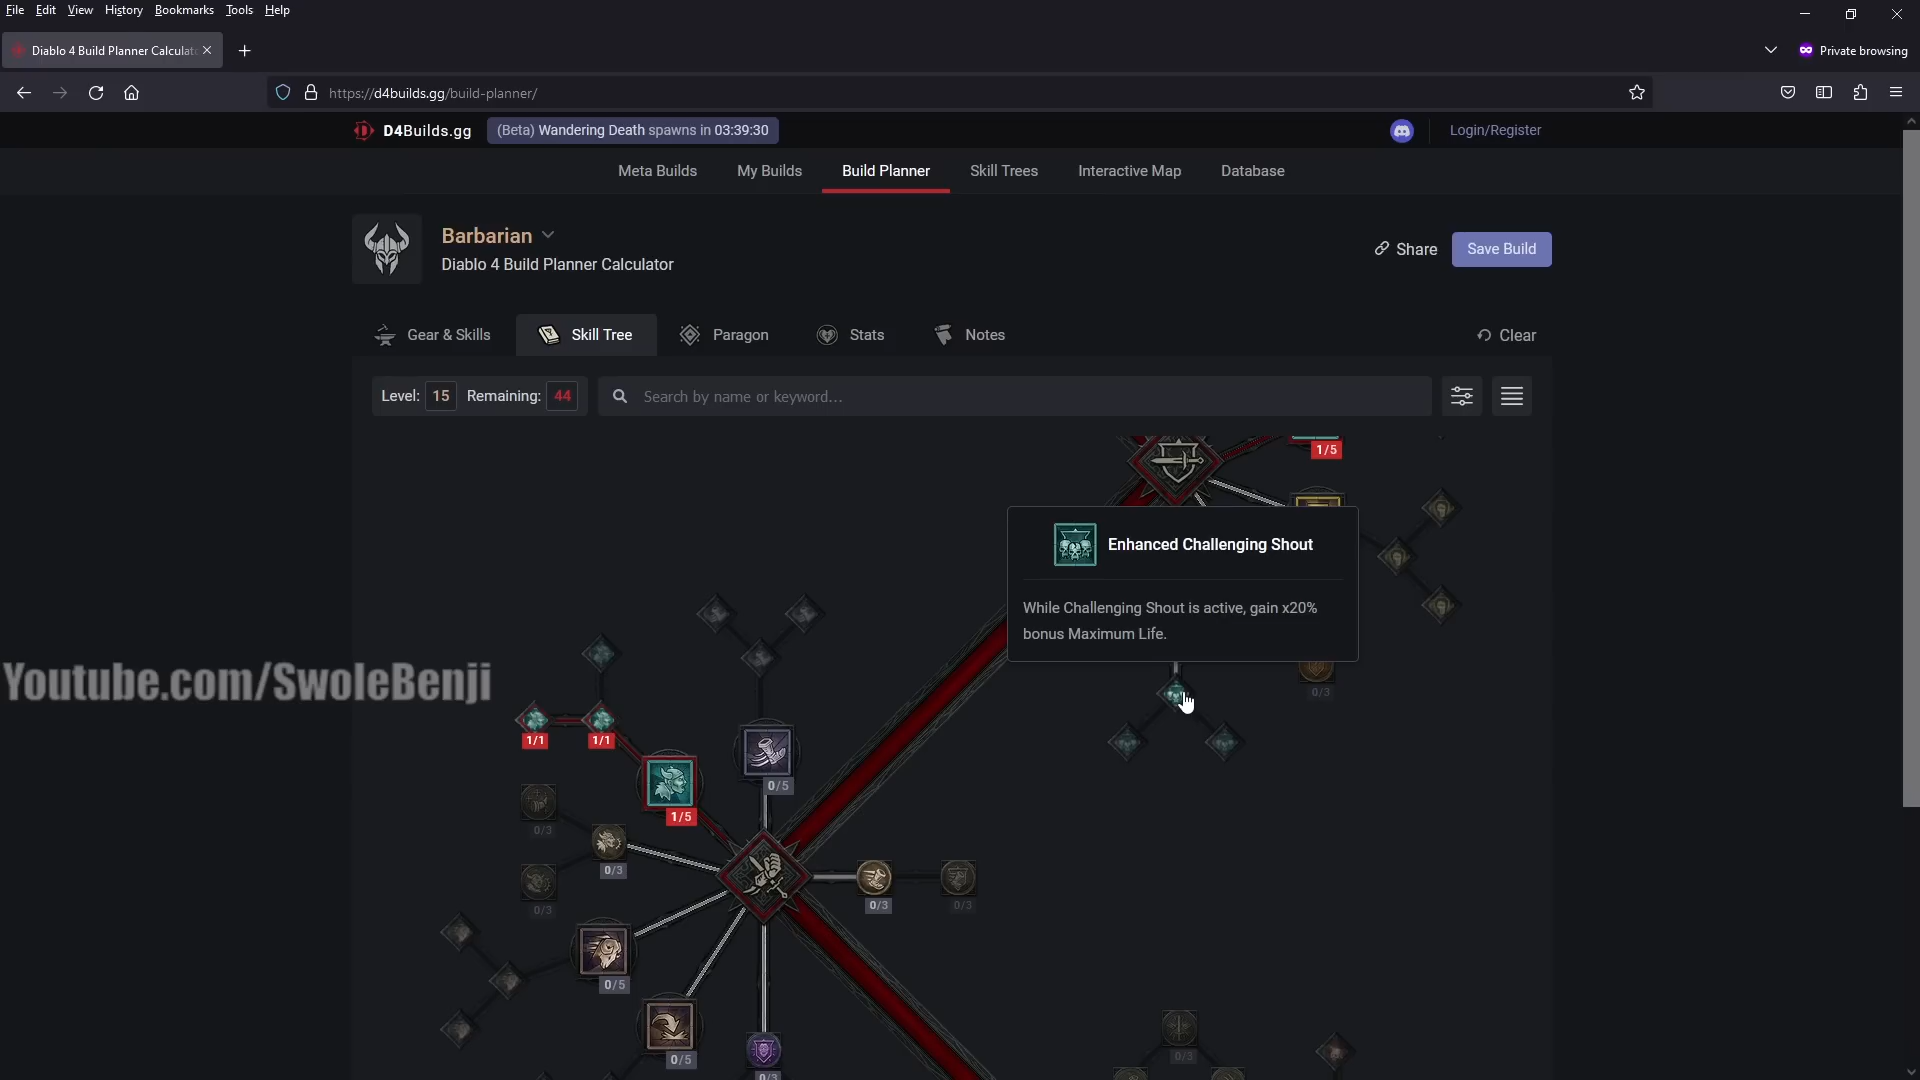 File Edit View History Bookmarks Tools Help
Diablo 4 Build Planner Calculat
Private browsing
https://d4builds.gg/build-planner/
D4Builds.gg
(Beta) Wandering Death spawns in 03:39:30
Login/Register
Meta Builds My Builds Build Planner Skill Trees Interactive Map Database
Barbarian
Diablo 4 Build Planner Calculator
Share
Save Build
Gear & Skills Skill Tree Paragon Stats Notes Clear
Level: 15 Remaining: 44
Search by name or keyword...
1/5
Enhanced Challenging Shout
While Challenging Shout is active, gain x20%
bonus Maximum Life.
Youtube.com/SwoleBenji
0/3
1/1 1/1
0/5
1/5
0/3
0/3
0/3 0/3
0/3
0/5
0/5
0/3
0/3